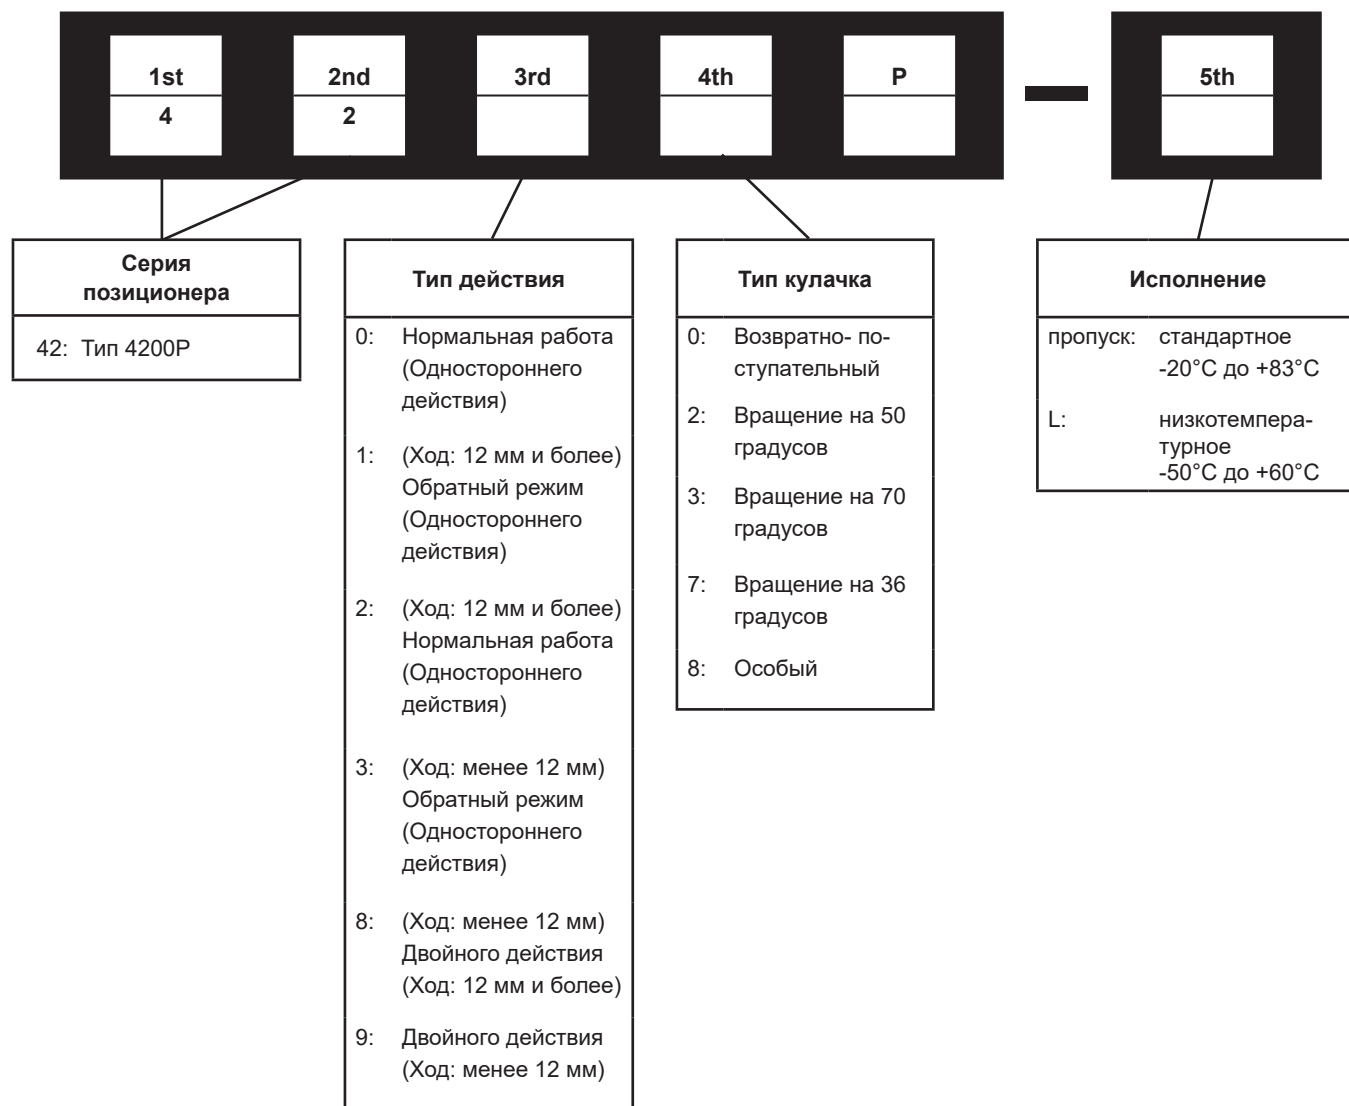 1st 2nd 3rd 4th P 5th
4 2
Серия
позиционера
42: Тип 4200P
Тип действия
0: Нормальная работа
(Одностороннего
действия)
1: (Ход: 12 мм и более)
Обратный режим
(Одностороннего
действия)
2: (Ход: 12 мм и более)
Нормальная работа
(Одностороннего
действия)
3: (Ход: менее 12 мм)
Обратный режим
(Одностороннего
действия)
8: (Ход: менее 12 мм)
Двойного действия
(Ход: 12 мм и более)
9: Двойного действия
(Ход: менее 12 мм)
Тип кулачка
0: Возвратно- по-
ступательный
2: Вращение на 50
градусов
3: Вращение на 70
градусов
7: Вращение на 36
градусов
8: Особый
Исполнение
пропуск: стандартное
-20°C до +83°C
L: низкотемпера-
турное
-50°C до +60°C